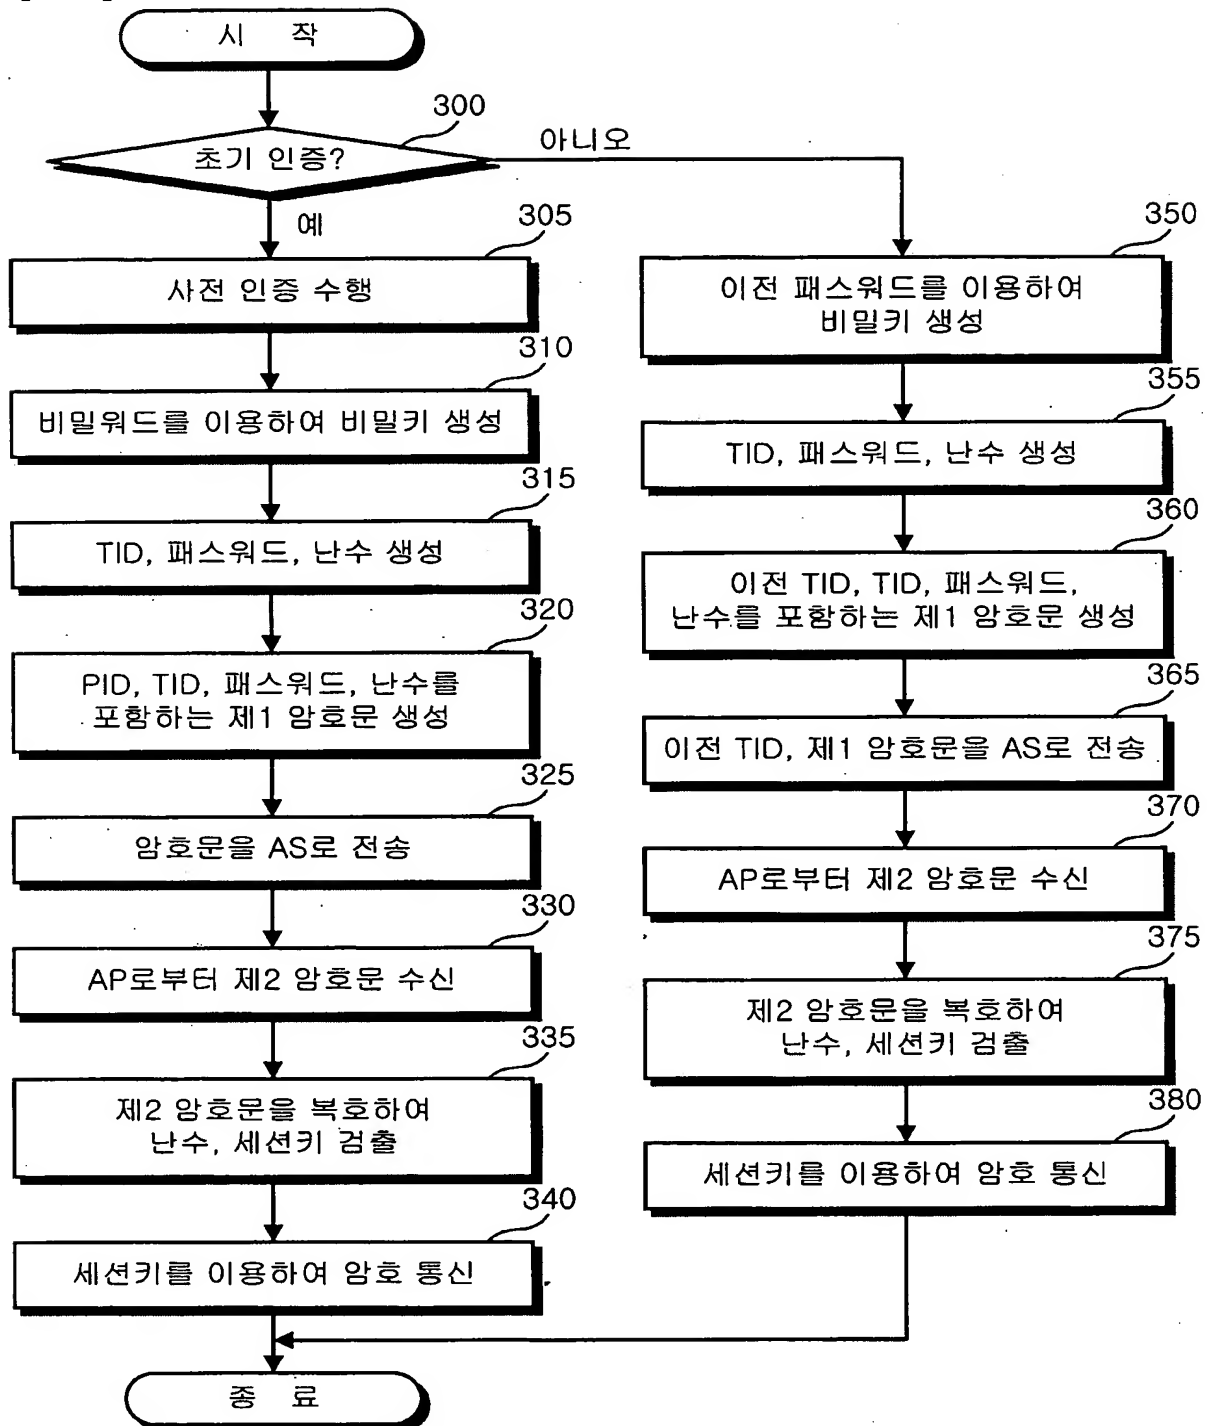 시 작
300
초기 인증?
아니오
예
305
사전 인증 수행
310
비밀워드를 이용하여 비밀키 생성
315
TID, 패스워드, 난수 생성
320
PID, TID, 패스워드, 난수를
포함하는 제1 암호문 생성
325
암호문을 AS로 전송
330
AP로부터 제2 암호문 수신
335
제2 암호문을 복호하여
난수, 세션키 검출
340
세션키를 이용하여 암호 통신
350
이전 패스워드를 이용하여
비밀키 생성
355
TID, 패스워드, 난수 생성
360
이전 TID, TID, 패스워드,
난수를 포함하는 제1 암호문 생성
365
이전 TID, 제1 암호문을 AS로 전송
370
AP로부터 제2 암호문 수신
375
제2 암호문을 복호하여
난수, 세션키 검출
380
세션키를 이용하여 암호 통신
종 료